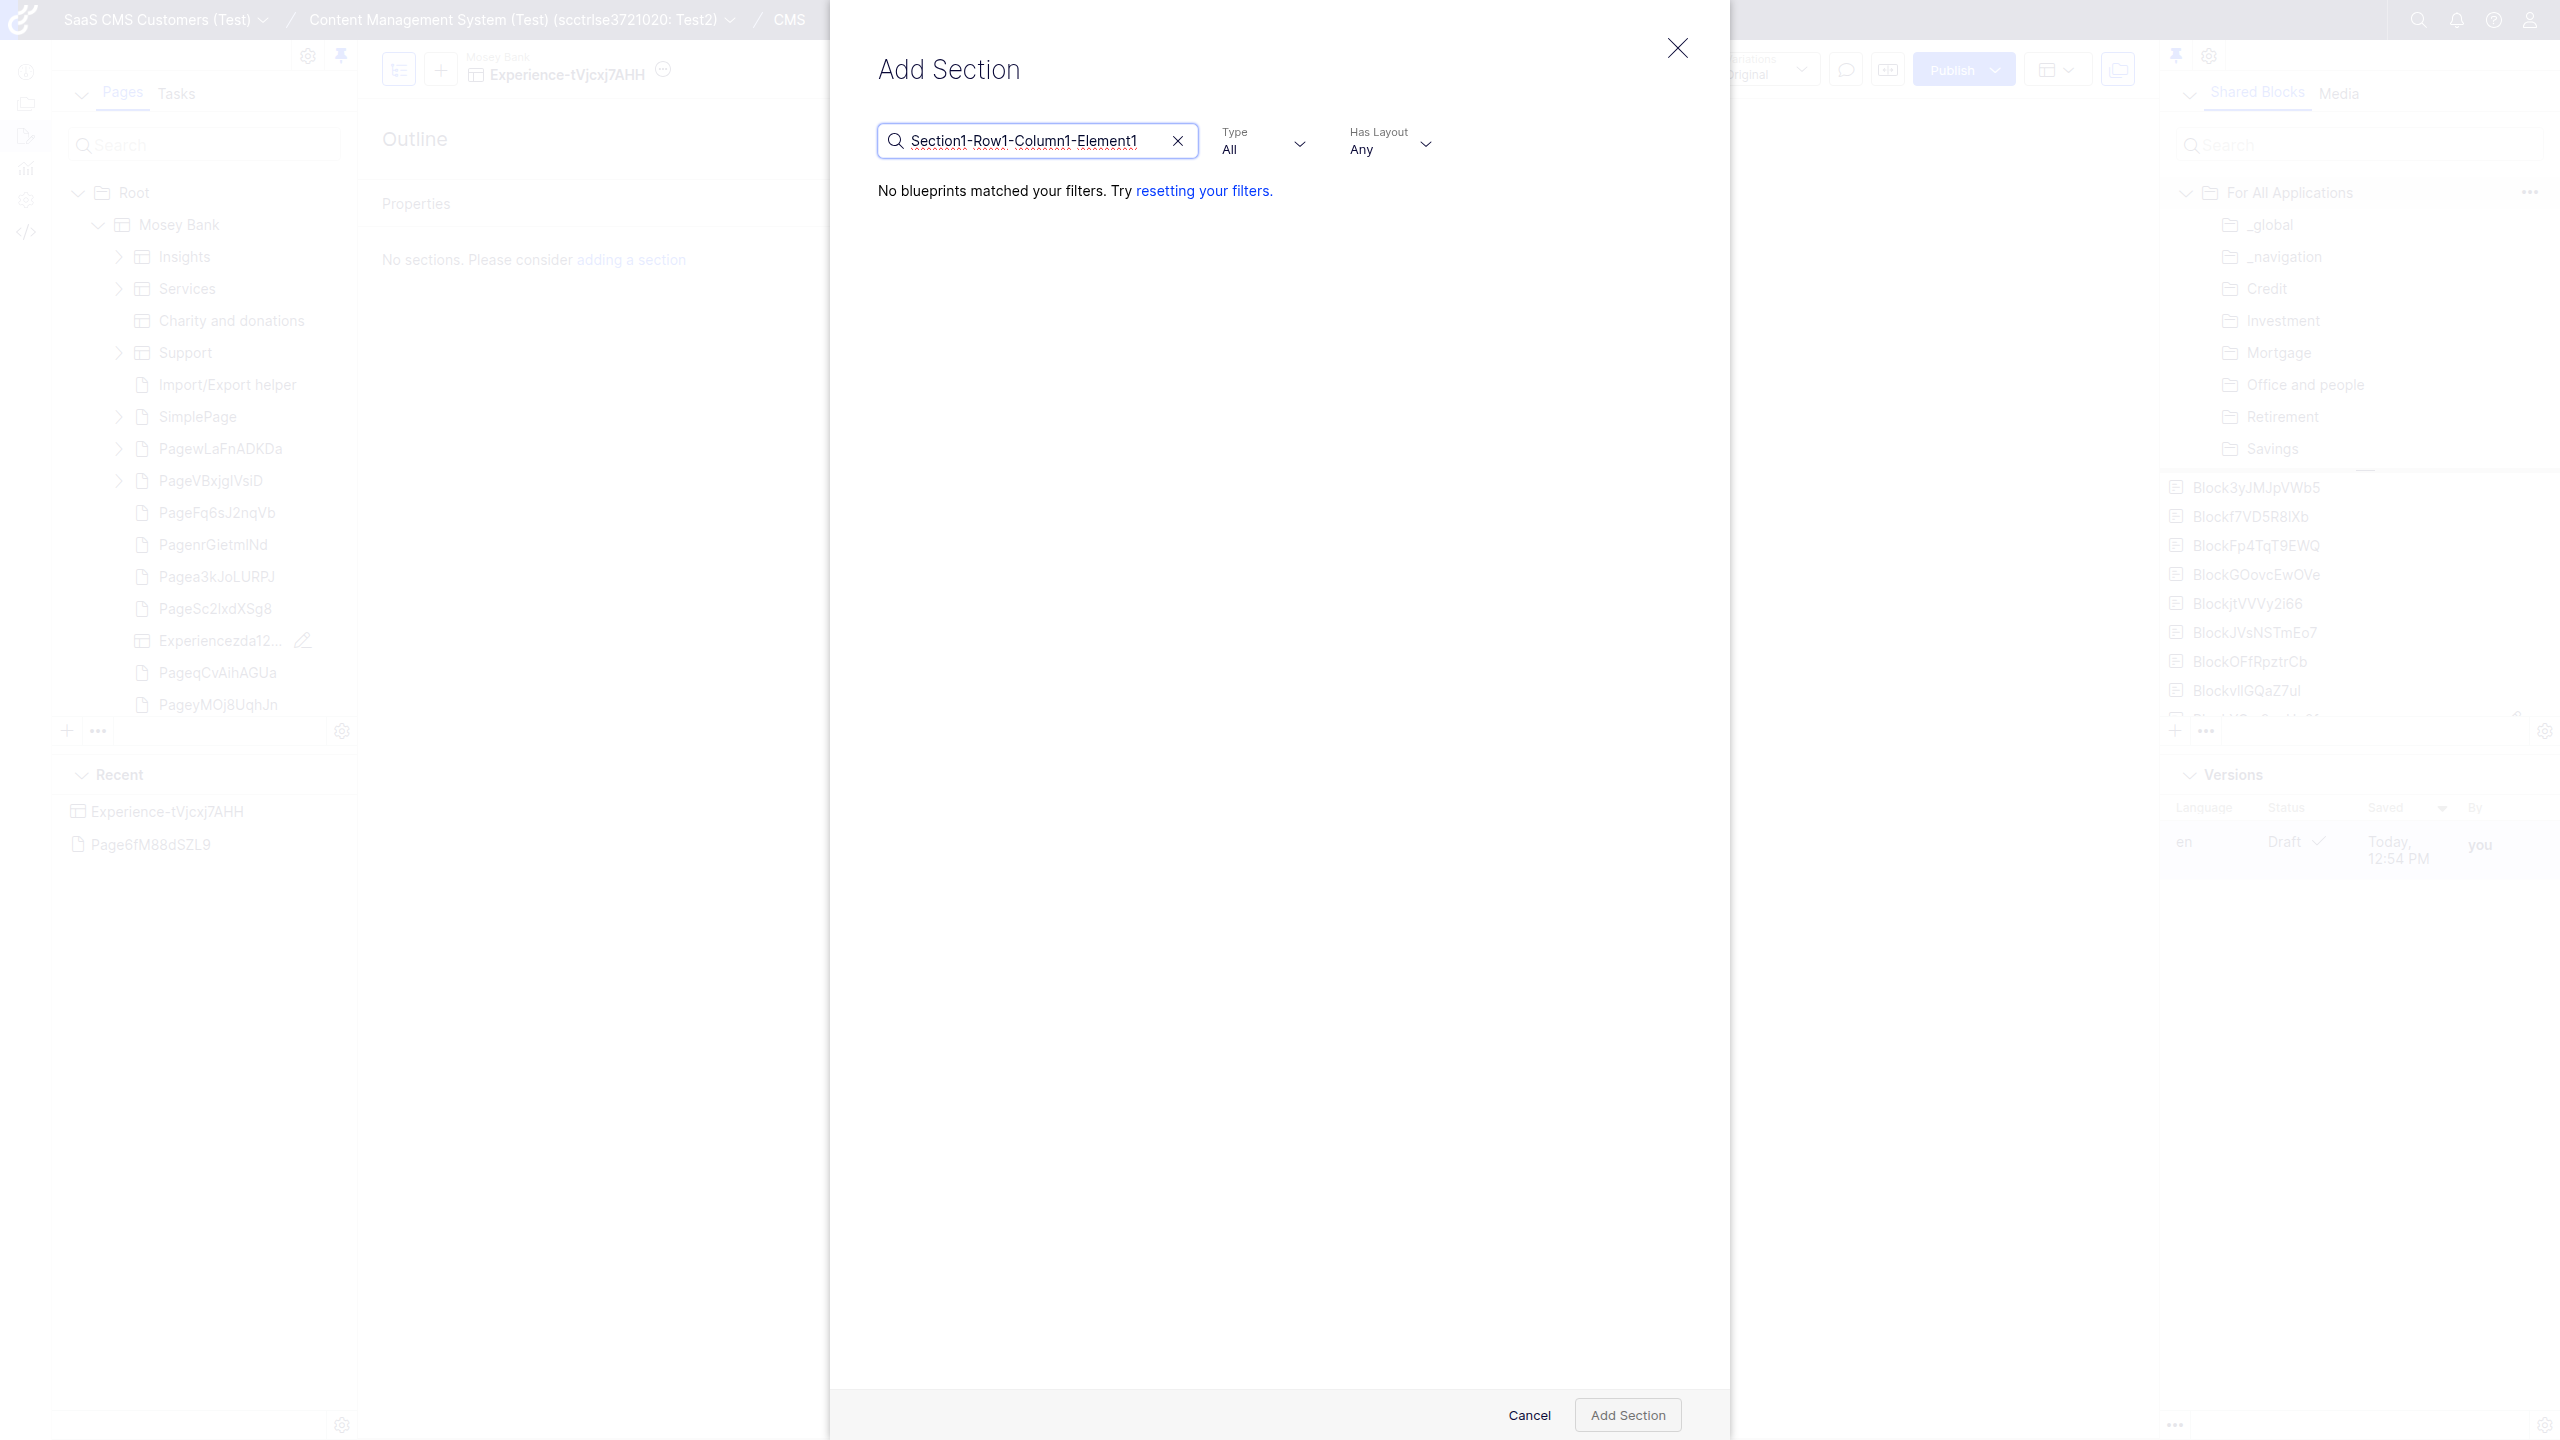 SaaS CMS Customers (Test) / Content Management System (Test) (scctrlse3721020: Test2) / CMS
Pages Tasks
Search
Root
Mosey Bank
Insights
Services
Charity and donations
Support
Import/Export helper
SimplePage
PagewLaFnADKDa
PageVBxjglVsiD
PageFq6sJ2nqVb
PagenrGietmlNd
Pagea3kJoLURPJ
PageSc2lxdXSg8
Experiencezda12...
PageqCvAihAGUa
PageyMOj8UqhJn
Recent
Experience-tVjcxj7AHH
Page6fM88dSZL9
Mosey Bank
Experience-tVjcxj7AHH
Outline
Properties
No sections. Please consider adding a section
Add Section
Section1-Row1-Column1-Element1
Type
All
Has Layout
Any
No blueprints matched your filters. Try resetting your filters.
Cancel Add Section
Original
Publish
Shared Blocks Media
Search
For All Applications
_global
_navigation
Credit
Investment
Mortgage
Office and people
Retirement
Savings
Block3yJMJpVWb5
Blockf7VD5R8lXb
BlockFp4TqT9EWQ
BlockGOovcEwOVe
BlockjtVVVy2i66
BlockJVsNSTmEo7
BlockOFfRpztrCb
BlockvllGQaZ7ul
Versions
Language Status Saved By
en Draft Today, 12:54 PM you